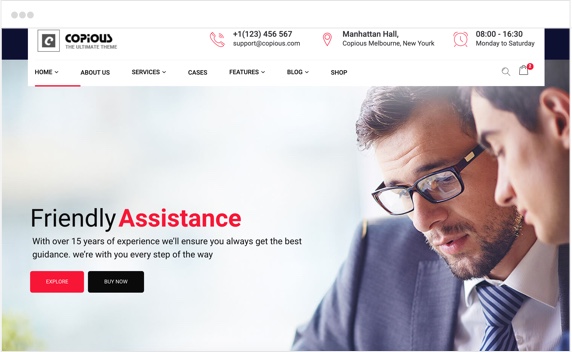 COPIOUS
THE ULTIMATE THEME
+1(123) 456 567
support@copious.com
Manhattan Hall,
Copious Melbourne, New Yourk
08:00 - 16:30
Monday to Saturday
HOME
ABOUT US
SERVICES
CASES
FEATURES
BLOG
SHOP
Friendly Assistance
With over 15 years of experience we'll ensure you always get the best
guidance. we're with you every step of the way
EXPLORE
BUY NOW